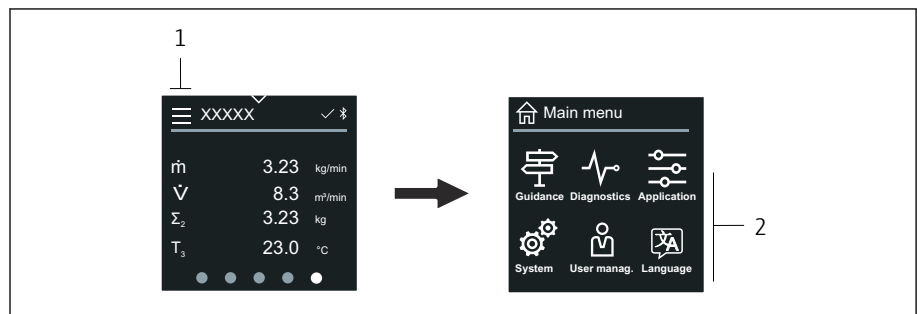 1
XXXXX
ṁ 3.23 kg/min
V̇ 8.3 m³/min
Σ₂ 3.23 kg
T₃ 23.0 °C
Main menu
Guidance Diagnostics Application
System User manag. Language
2